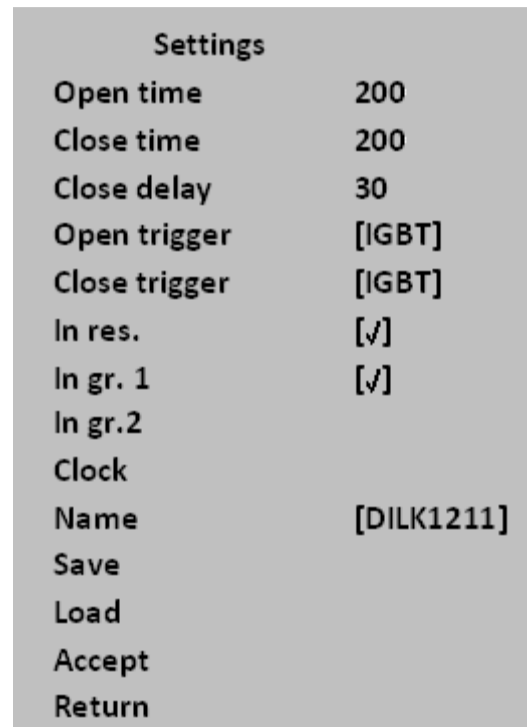 Settings
Open time 200
Close time 200
Close delay 30
Open trigger [IGBT]
Close trigger [IGBT]
In res. [√]
In gr. 1 [√]
In gr.2
Clock
Name [DILK1211]
Save
Load
Accept
Return